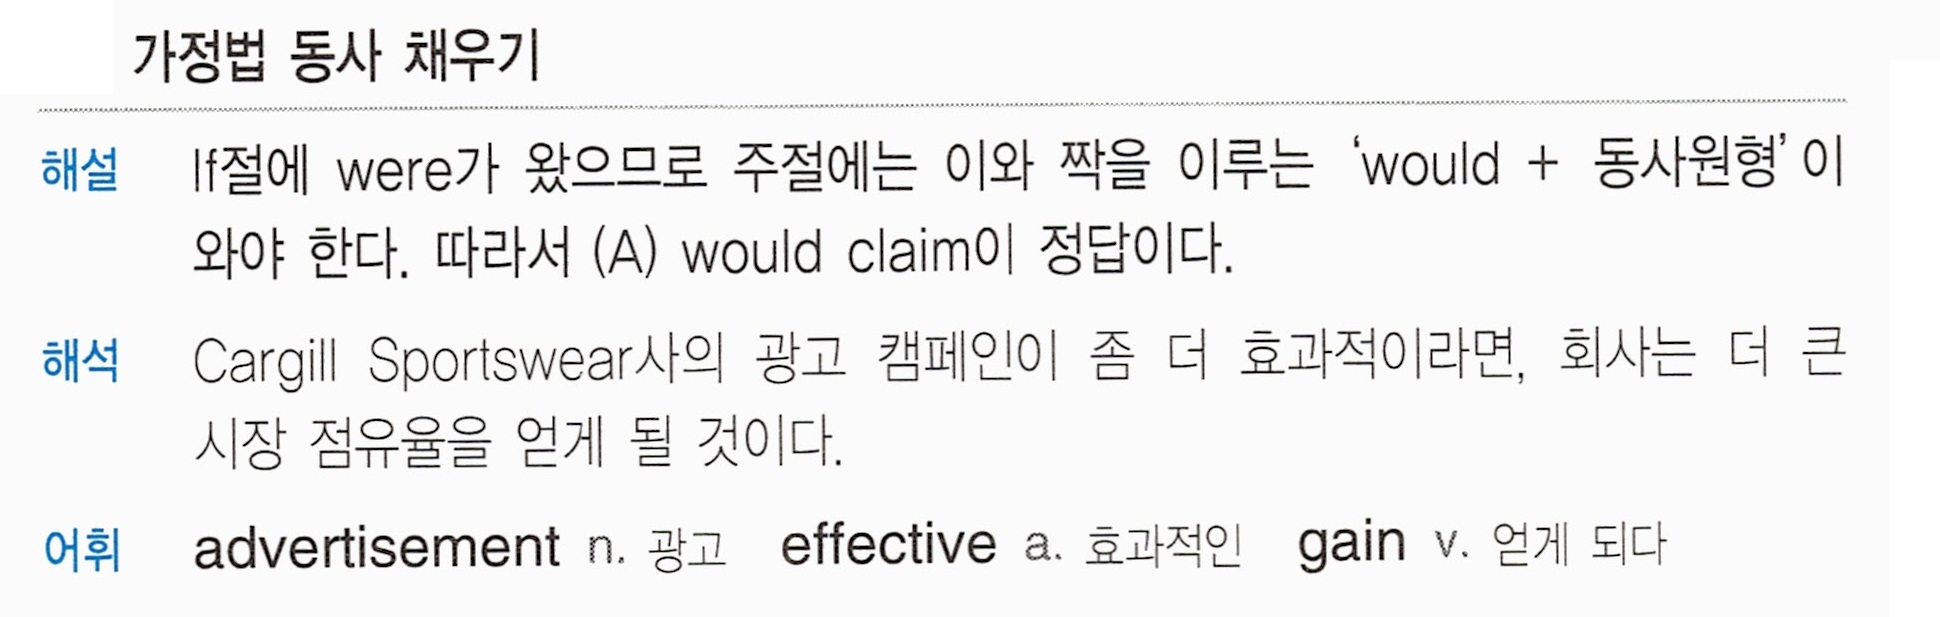 가정법 동사 채우기
해설 If절에 were가 왔으므로 주절에는 이와 짝을 이루는 ‘would + 동사원형’이
와야 한다. 따라서 (A) would claim이 정답이다.
해석 Cargill Sportswear사의 광고 캠페인이 좀 더 효과적이라면, 회사는 더 큰
시장 점유율을 얻게 될 것이다.
어휘 advertisement n. 광고 effective a. 효과적인 gain v. 얻게 되다